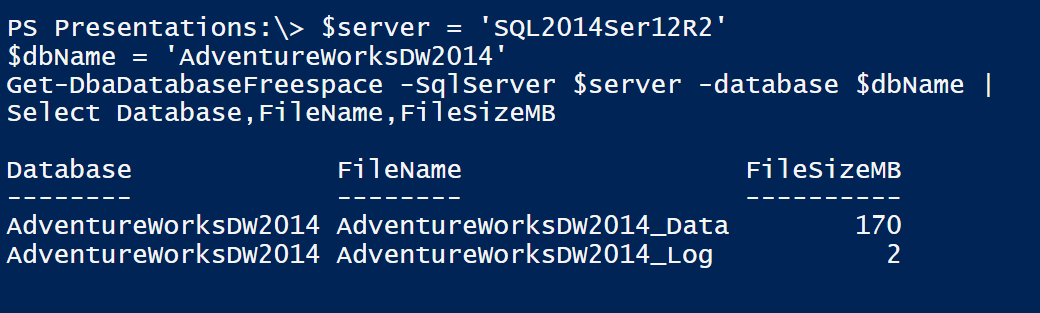 PS Presentations:\> $server = 'SQL2014Ser12R2'
$dbName = 'AdventureWorksDW2014'
Get-DbaDatabaseFreespace -SqlServer $server -database $dbName |
Select Database,FileName,FileSizeMB
Database FileName FileSizeMB
-------- -------- ----------
AdventureWorksDW2014 AdventureWorksDW2014_Data 170
AdventureWorksDW2014 AdventureWorksDW2014_Log 2